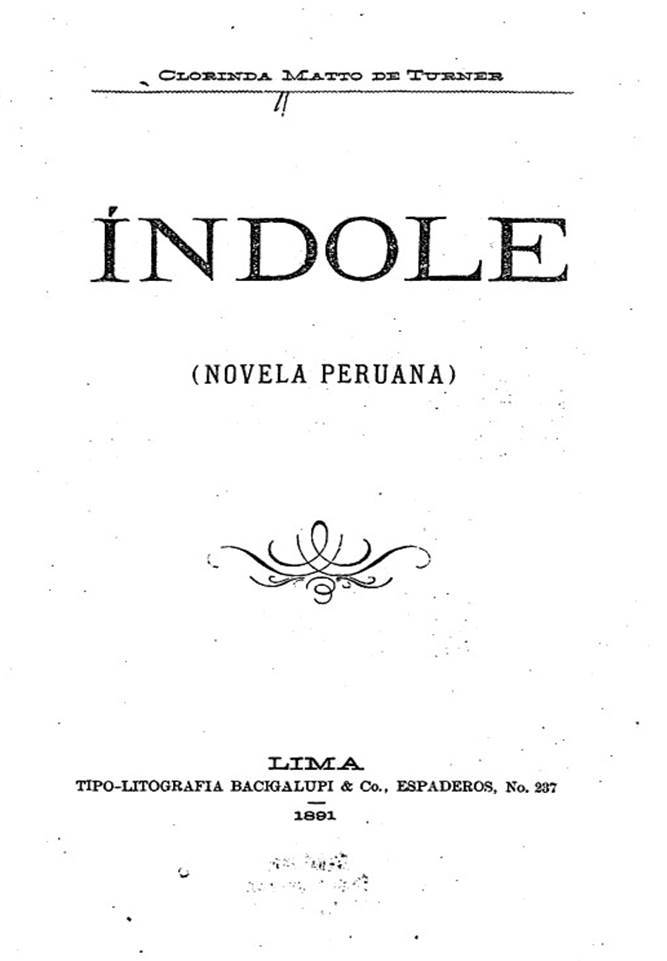 CLORINDA MATTO DE TURNER
ÍNDOLE
(NOVELA PERUANA)
LIMA
TIPO-LITOGRAFIA BACIGALUPI & Co., ESPADEROS, No. 237
1891